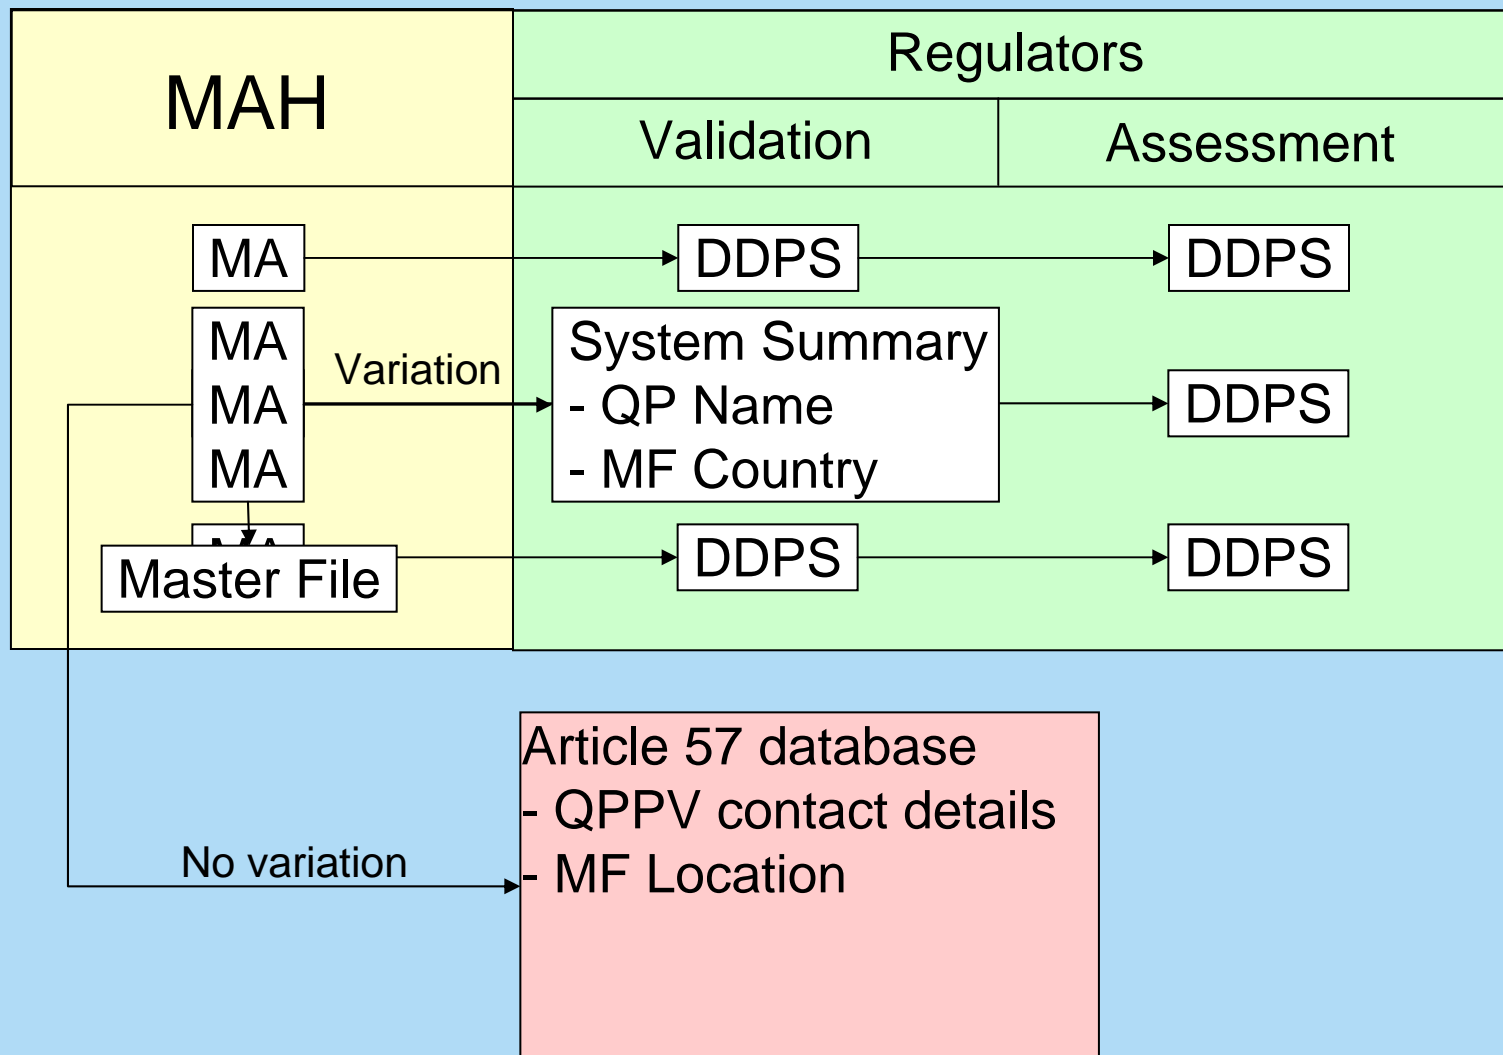 MAH
Regulators
Validation
Assessment
MA
DDPS
DDPS
MA
MA
MA
Variation
System Summary
- QP Name
- MF Country
DDPS
Master File
DDPS
DDPS
Article 57 database
- QPPV contact details
- MF Location
No variation